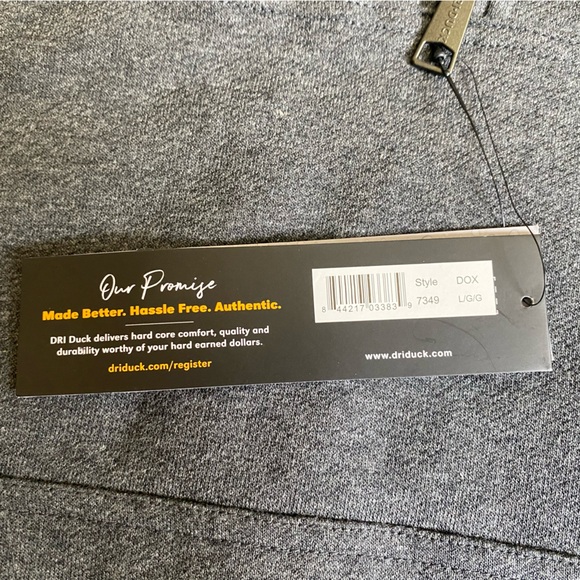 Our Promise
Made Better. Hassle Free. Authentic.
DRI Duck delivers hard core comfort, quality and
durability worthy of your hard earned dollars.
driduck.com/register
8 44217 03383 9
Style DOX
7349 L/G/G
www.driduck.com